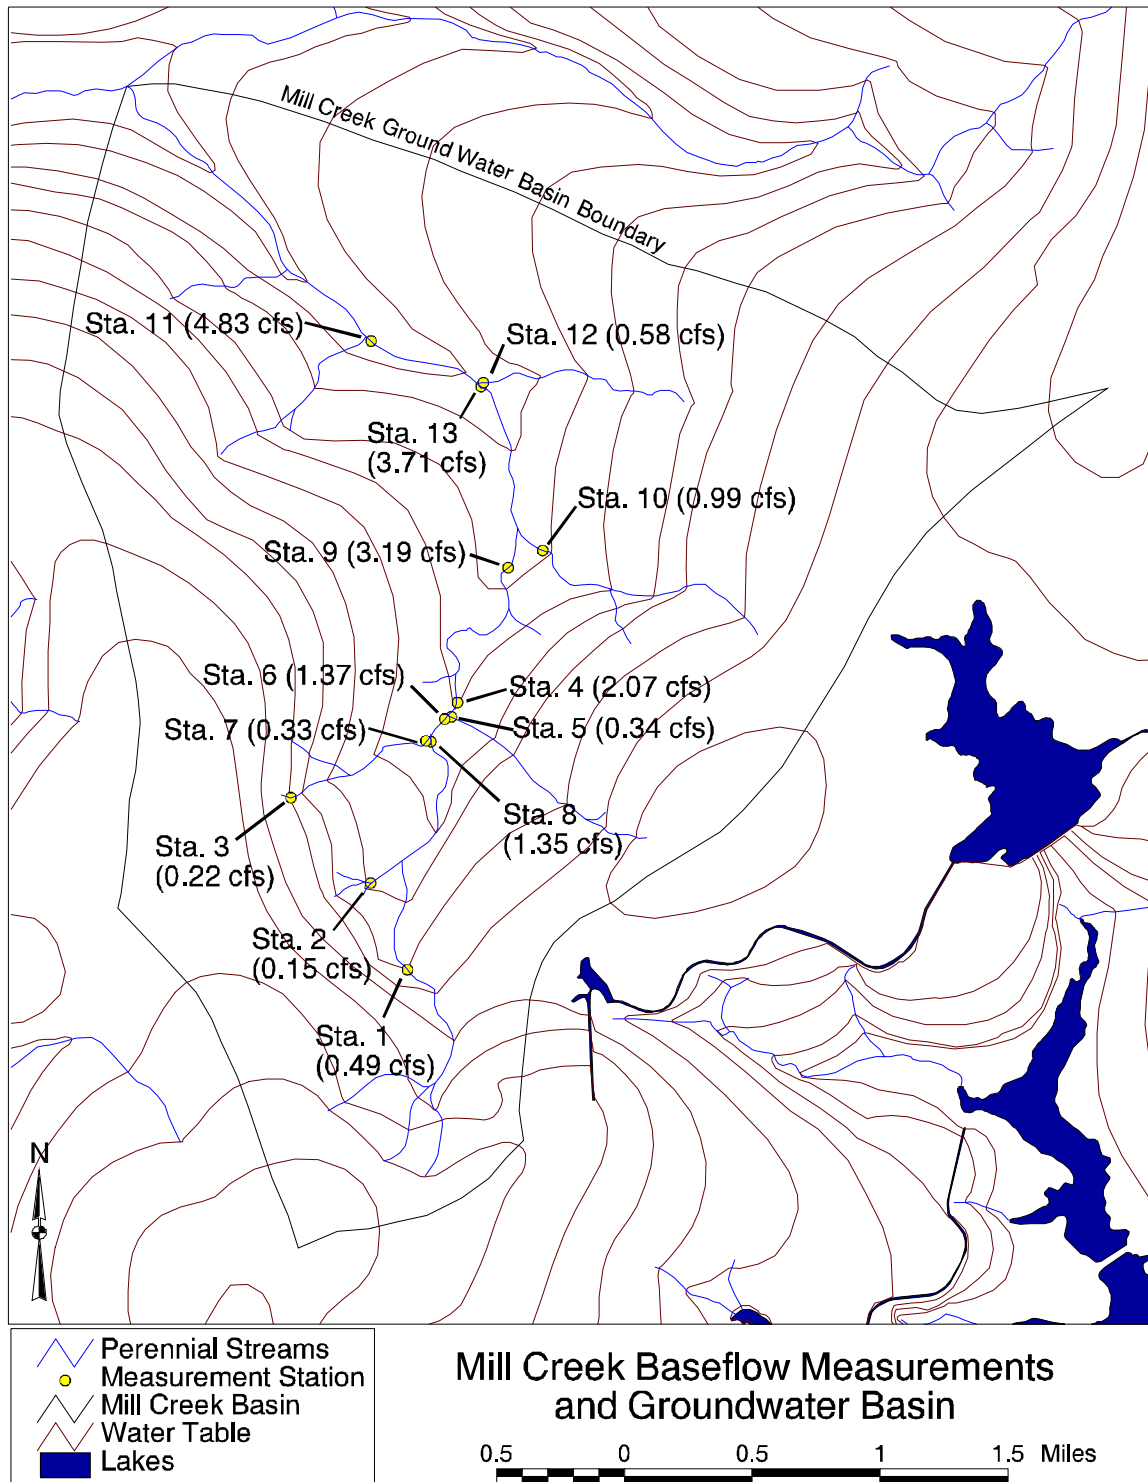 Mill Creek Ground Water Basin Boundary
Sta. 11 (4.83 cfs)
Sta. 12 (0.58 cfs)
Sta. 13
(3.71 cfs)
Sta. 10 (0.99 cfs)
Sta. 9 (3.19 cfs)
Sta. 6 (1.37 cfs)
Sta. 4 (2.07 cfs)
Sta. 7 (0.33 cfs)
Sta. 5 (0.34 cfs)
Sta. 8
(1.35 cfs)
Sta. 3
(0.22 cfs)
Sta. 2
(0.15 cfs)
Sta. 1
(0.49 cfs)
N
Perennial Streams
Measurement Station
Mill Creek Basin
Water Table
Lakes
Mill Creek Baseflow Measurements
and Groundwater Basin
0.5 0 0.5 1 1.5 Miles